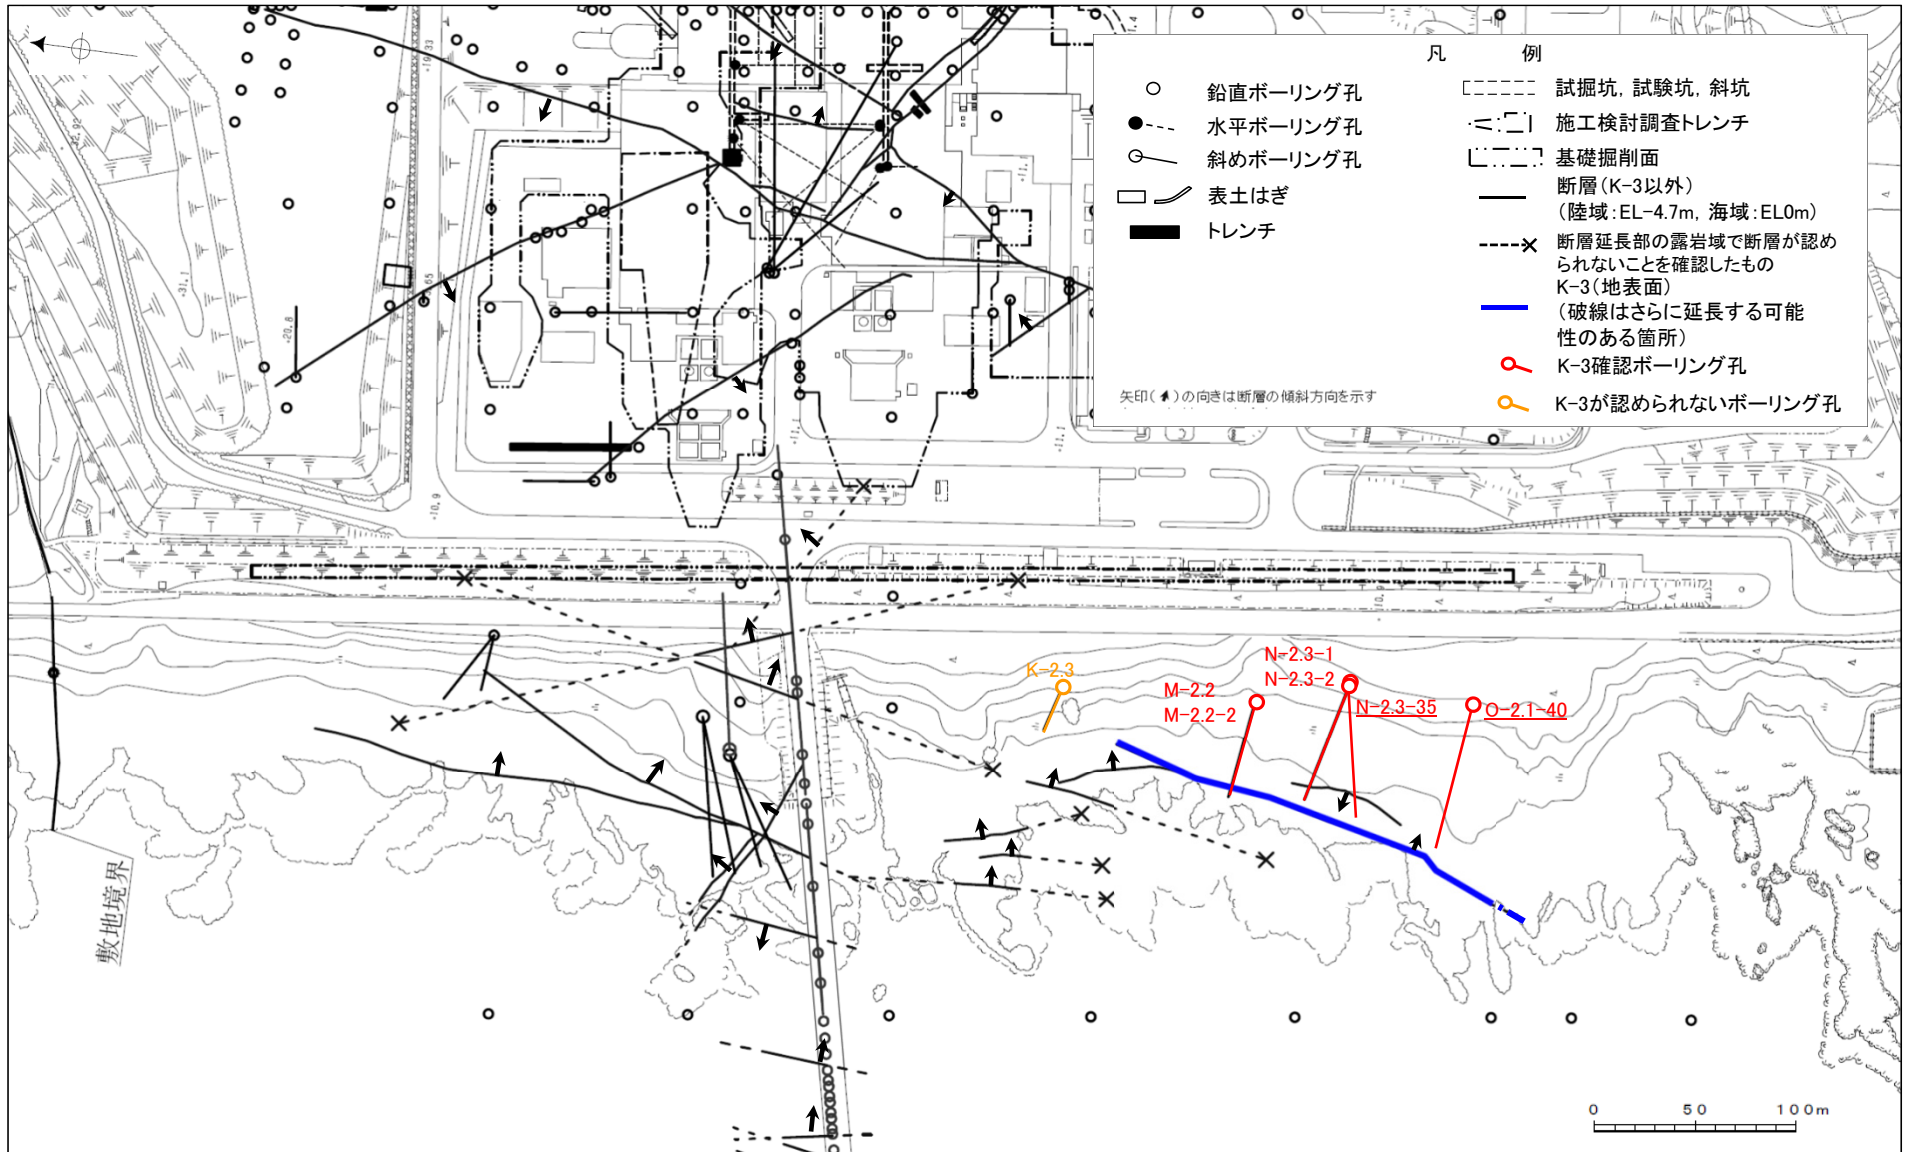 凡　例
鉛直ボーリング孔
水平ボーリング孔
斜めボーリング孔
表土はぎ
トレンチ
矢印( )の向きは断層の傾斜方向を示す
試掘坑，試験坑，斜坑
施工検討調査トレンチ
基礎掘削面
断層（K-3以外）
（陸域：EL-4.7m，海域：EL0m）
断層延長部の露岩域で断層が認め
られないことを確認したもの
K-3（地表面）
（破線はさらに延長する可能
性のある箇所）
K-3確認ボーリング孔
K-3が認められないボーリング孔
K-2.3
N-2.3-1
N-2.3-2
M-2.2
M-2.2-2
N-2.3-35
O-2.1-40
敷地境界
0 50 100m